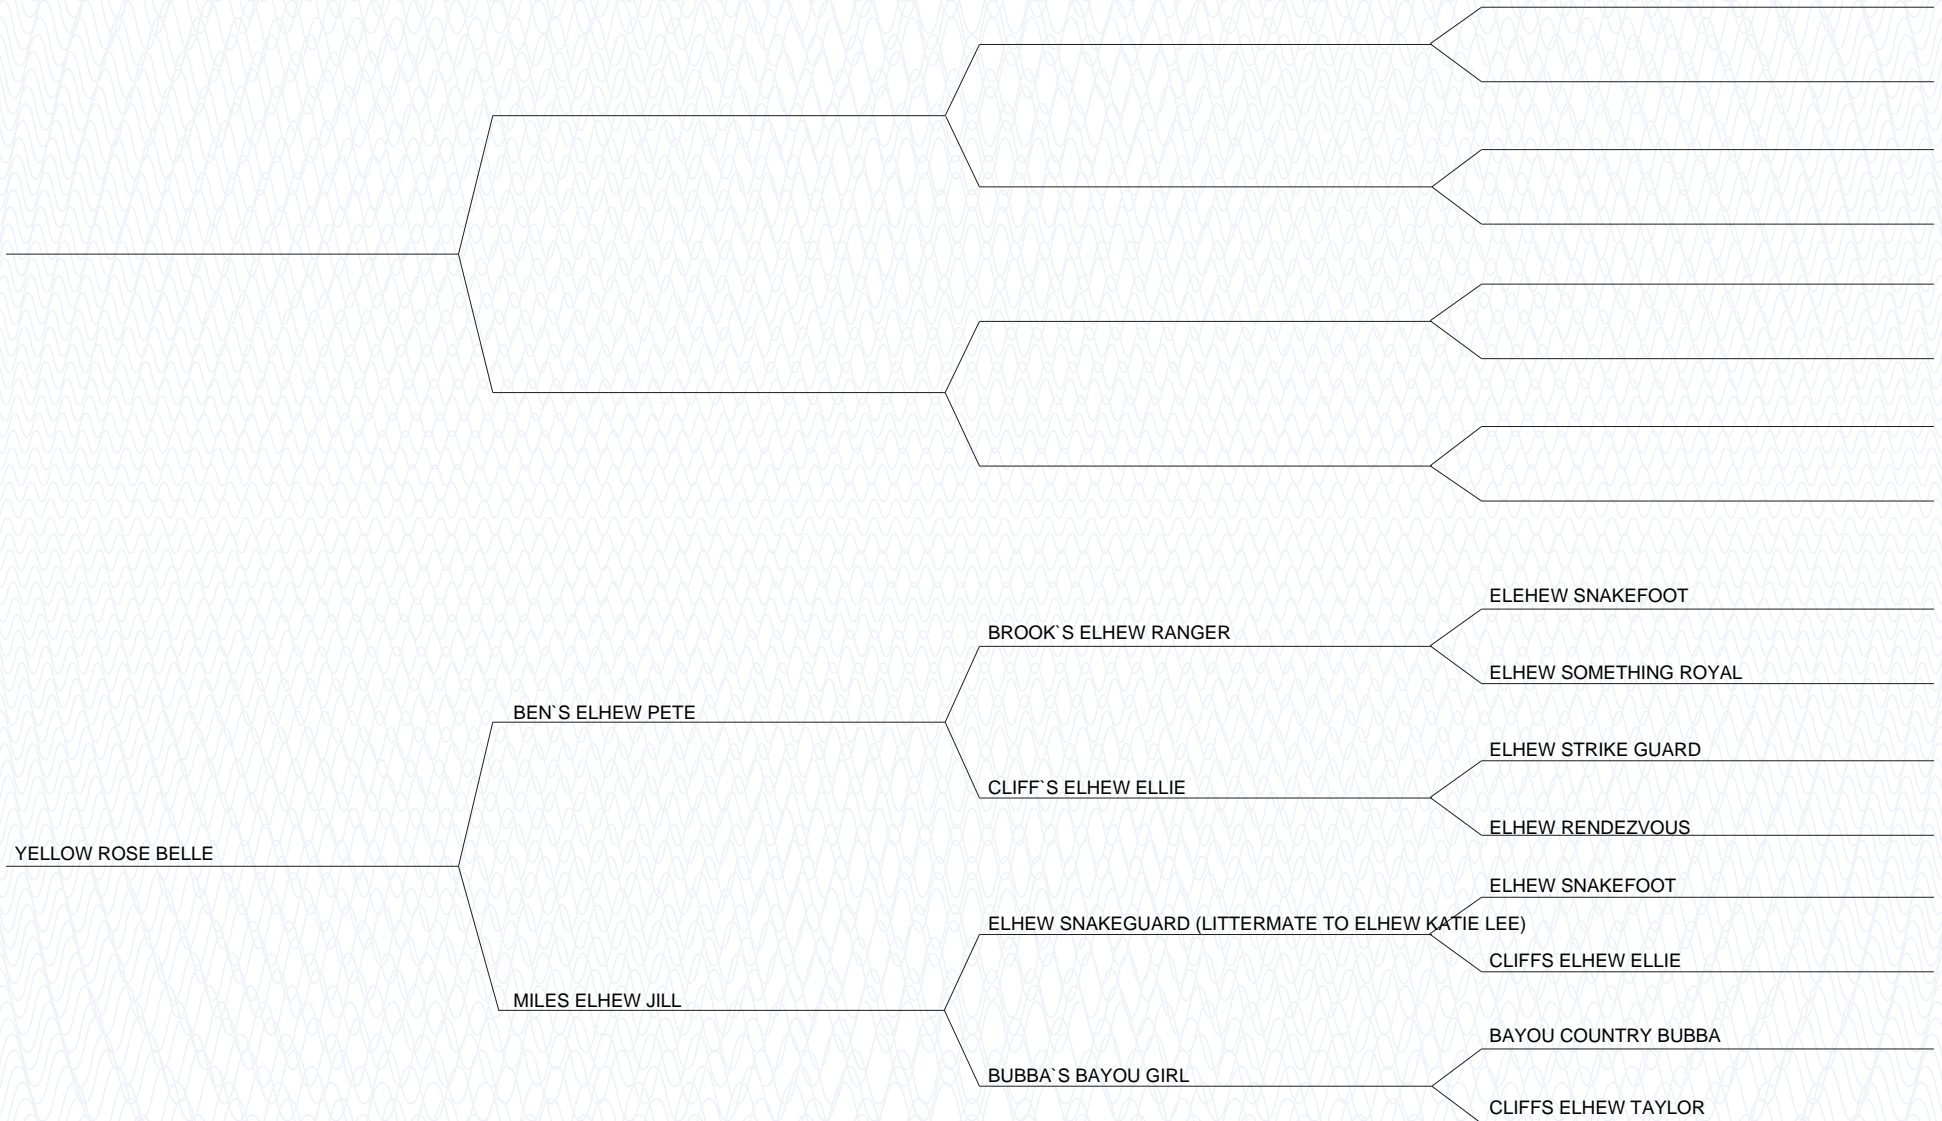 ELEHEW SNAKEFOOT
BROOK`S ELHEW RANGER
ELHEW SOMETHING ROYAL
BEN`S ELHEW PETE
ELHEW STRIKE GUARD
CLIFF`S ELHEW ELLIE
ELHEW RENDEZVOUS
YELLOW ROSE BELLE
ELHEW SNAKEFOOT
ELHEW SNAKEGUARD (LITTERMATE TO ELHEW KATIE LEE)
CLIFFS ELHEW ELLIE
MILES ELHEW JILL
BAYOU COUNTRY BUBBA
BUBBA`S BAYOU GIRL
CLIFFS ELHEW TAYLOR